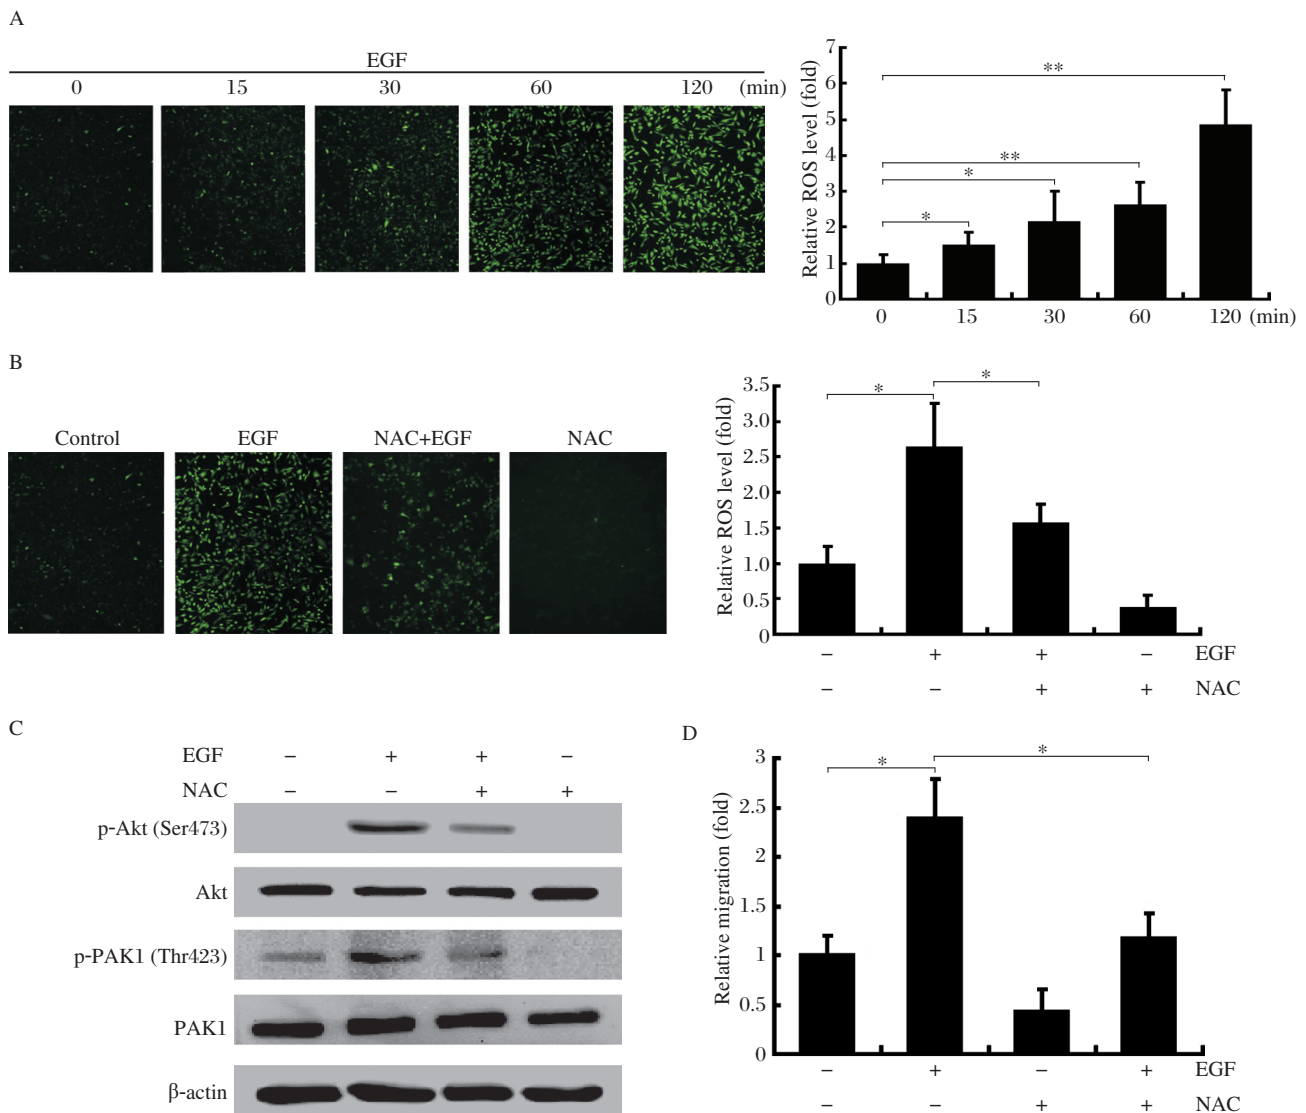 A
EGF
0 15 30 60 120 (min)
Relative ROS level (fold)
7
6
5
4
3
2
1
0
**
**
*
*
0 15 30 60 120 (min)
B
Control EGF NAC+EGF NAC
Relative ROS level (fold)
3.5
3.0
2.5
2.0
1.5
1.0
0.5
0
* *
– + + – EGF
– – + + NAC
C
EGF – + + –
NAC – – + +
p-Akt (Ser473)
Akt
p-PAK1 (Thr423)
PAK1
β-actin
D
Relative migration (fold)
3
2.5
2
1.5
1
0.5
0
* *
– + – + EGF
– – + + NAC